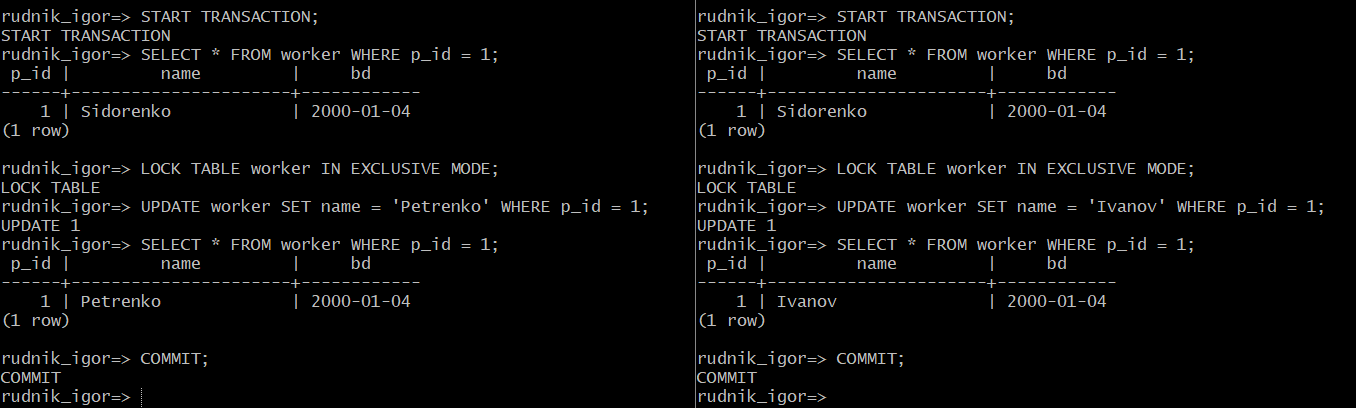 rudnik_igor=> START TRANSACTION;
START TRANSACTION
rudnik_igor=> SELECT * FROM worker WHERE p_id = 1;
 p_id |         name         |     bd
------+----------------------+------------
    1 | Sidorenko            | 2000-01-04
(1 row)
rudnik_igor=> LOCK TABLE worker IN EXCLUSIVE MODE;
LOCK TABLE
rudnik_igor=> UPDATE worker SET name = 'Petrenko' WHERE p_id = 1;
UPDATE 1
rudnik_igor=> SELECT * FROM worker WHERE p_id = 1;
 p_id |         name         |     bd
------+----------------------+------------
    1 | Petrenko             | 2000-01-04
(1 row)
rudnik_igor=> COMMIT;
COMMIT
rudnik_igor=>
rudnik_igor=> START TRANSACTION;
START TRANSACTION
rudnik_igor=> SELECT * FROM worker WHERE p_id = 1;
 p_id |         name         |     bd
------+----------------------+------------
    1 | Sidorenko            | 2000-01-04
(1 row)
rudnik_igor=> LOCK TABLE worker IN EXCLUSIVE MODE;
LOCK TABLE
rudnik_igor=> UPDATE worker SET name = 'Ivanov' WHERE p_id = 1;
UPDATE 1
rudnik_igor=> SELECT * FROM worker WHERE p_id = 1;
 p_id |         name         |     bd
------+----------------------+------------
    1 | Ivanov               | 2000-01-04
(1 row)
rudnik_igor=> COMMIT;
COMMIT
rudnik_igor=>